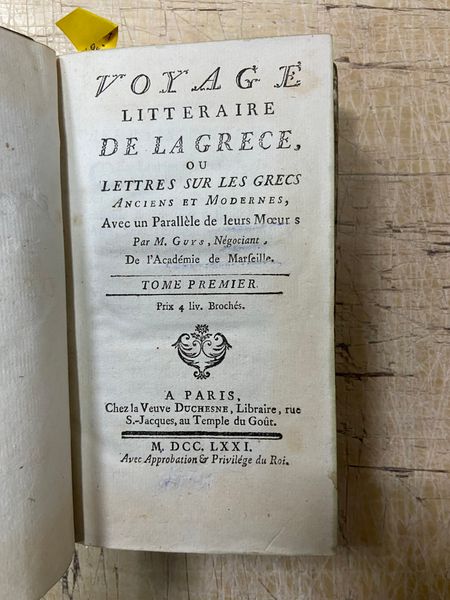 VOYAGE
LITTERAIRE
DE LA GRECE,
OU
LETTRES SUR LES GRECS
ANCIENS ET MODERNES,
Avec un Parallèle de leurs Mœurs
Par M. GUYS, Négociant,
De l'Académie de Marſeille.
TOME PREMIER.
Prix 4 liv. Brochés.
A PARIS,
Chez la Veuve DUCHESNE, Libraire, rue
S.-Jacques, au Temple du Goût.
M. DCC. LXXI.
Avec Approbation & Privilége du Roi.